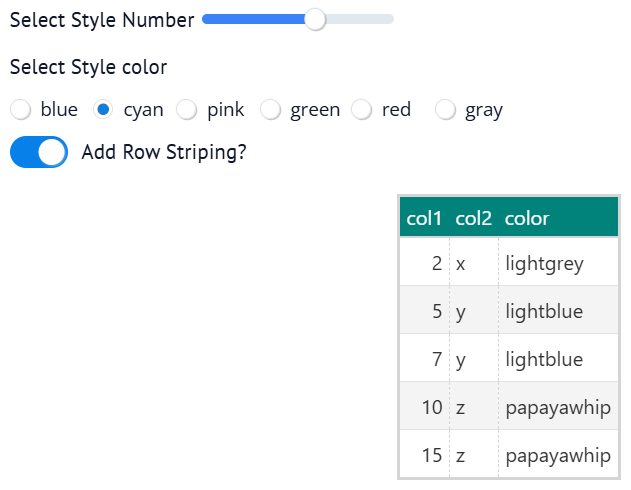 Select Style Number
Select Style color
blue cyan pink green red gray
Add Row Striping?
col1 col2 color
2 x lightgrey
5 y lightblue
7 y lightblue
10 z papayawhip
15 z papayawhip